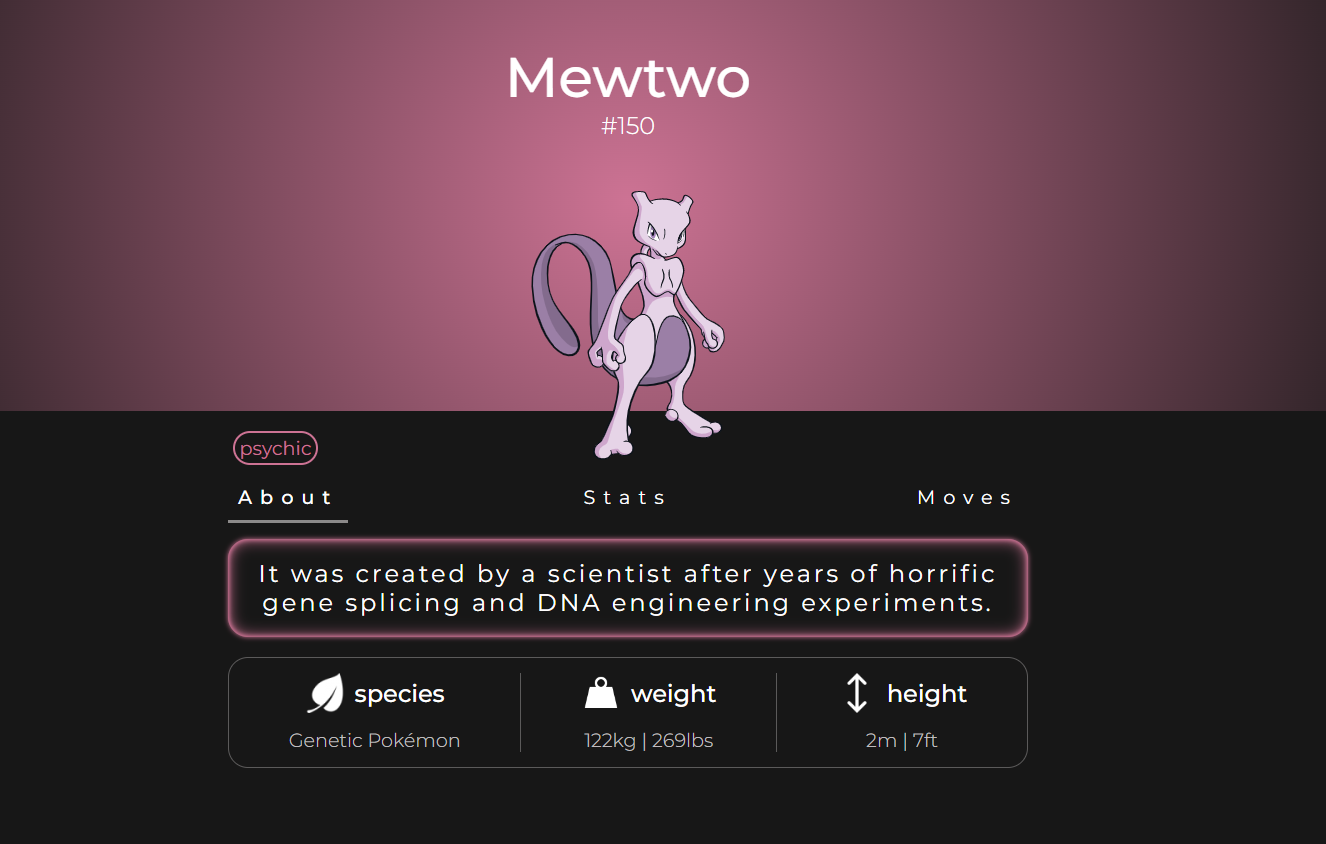 Mewtwo
#150
psychic
About Stats Moves
It was created by a scientist after years of horrific
gene splicing and DNA engineering experiments.
species weight height
Genetic Pokémon 122kg | 269lbs 2m | 7ft